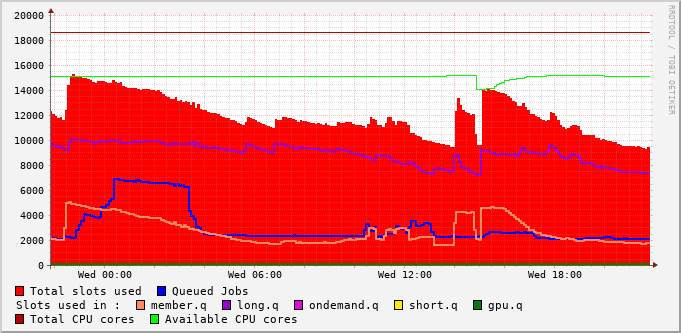 20000
18000
16000
14000
12000
10000
8000
6000
4000
2000
0
Wed 00:00 Wed 06:00 Wed 12:00 Wed 18:00
RRDTOOL / TOBI OETIKER
Total slots used Queued Jobs
Slots used in : member.q long.q ondemand.q short.q gpu.q
Total CPU cores Available CPU cores